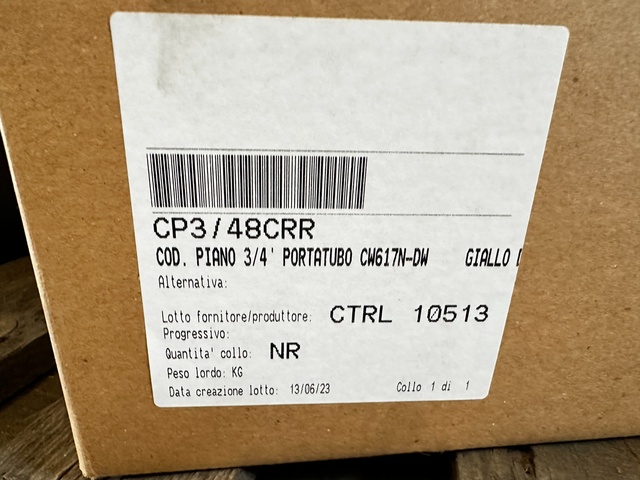 CP3/48CRR
COD. PIANO 3/4' PORTATUBO CW617N-DW GIALLO
Alternativa:
Lotto fornitore/produttore: CTRL 10513
Progressivo:
Quantita' collo: NR
Peso lordo: KG
Data creazione lotto: 13/06/23 Collo 1 di 1